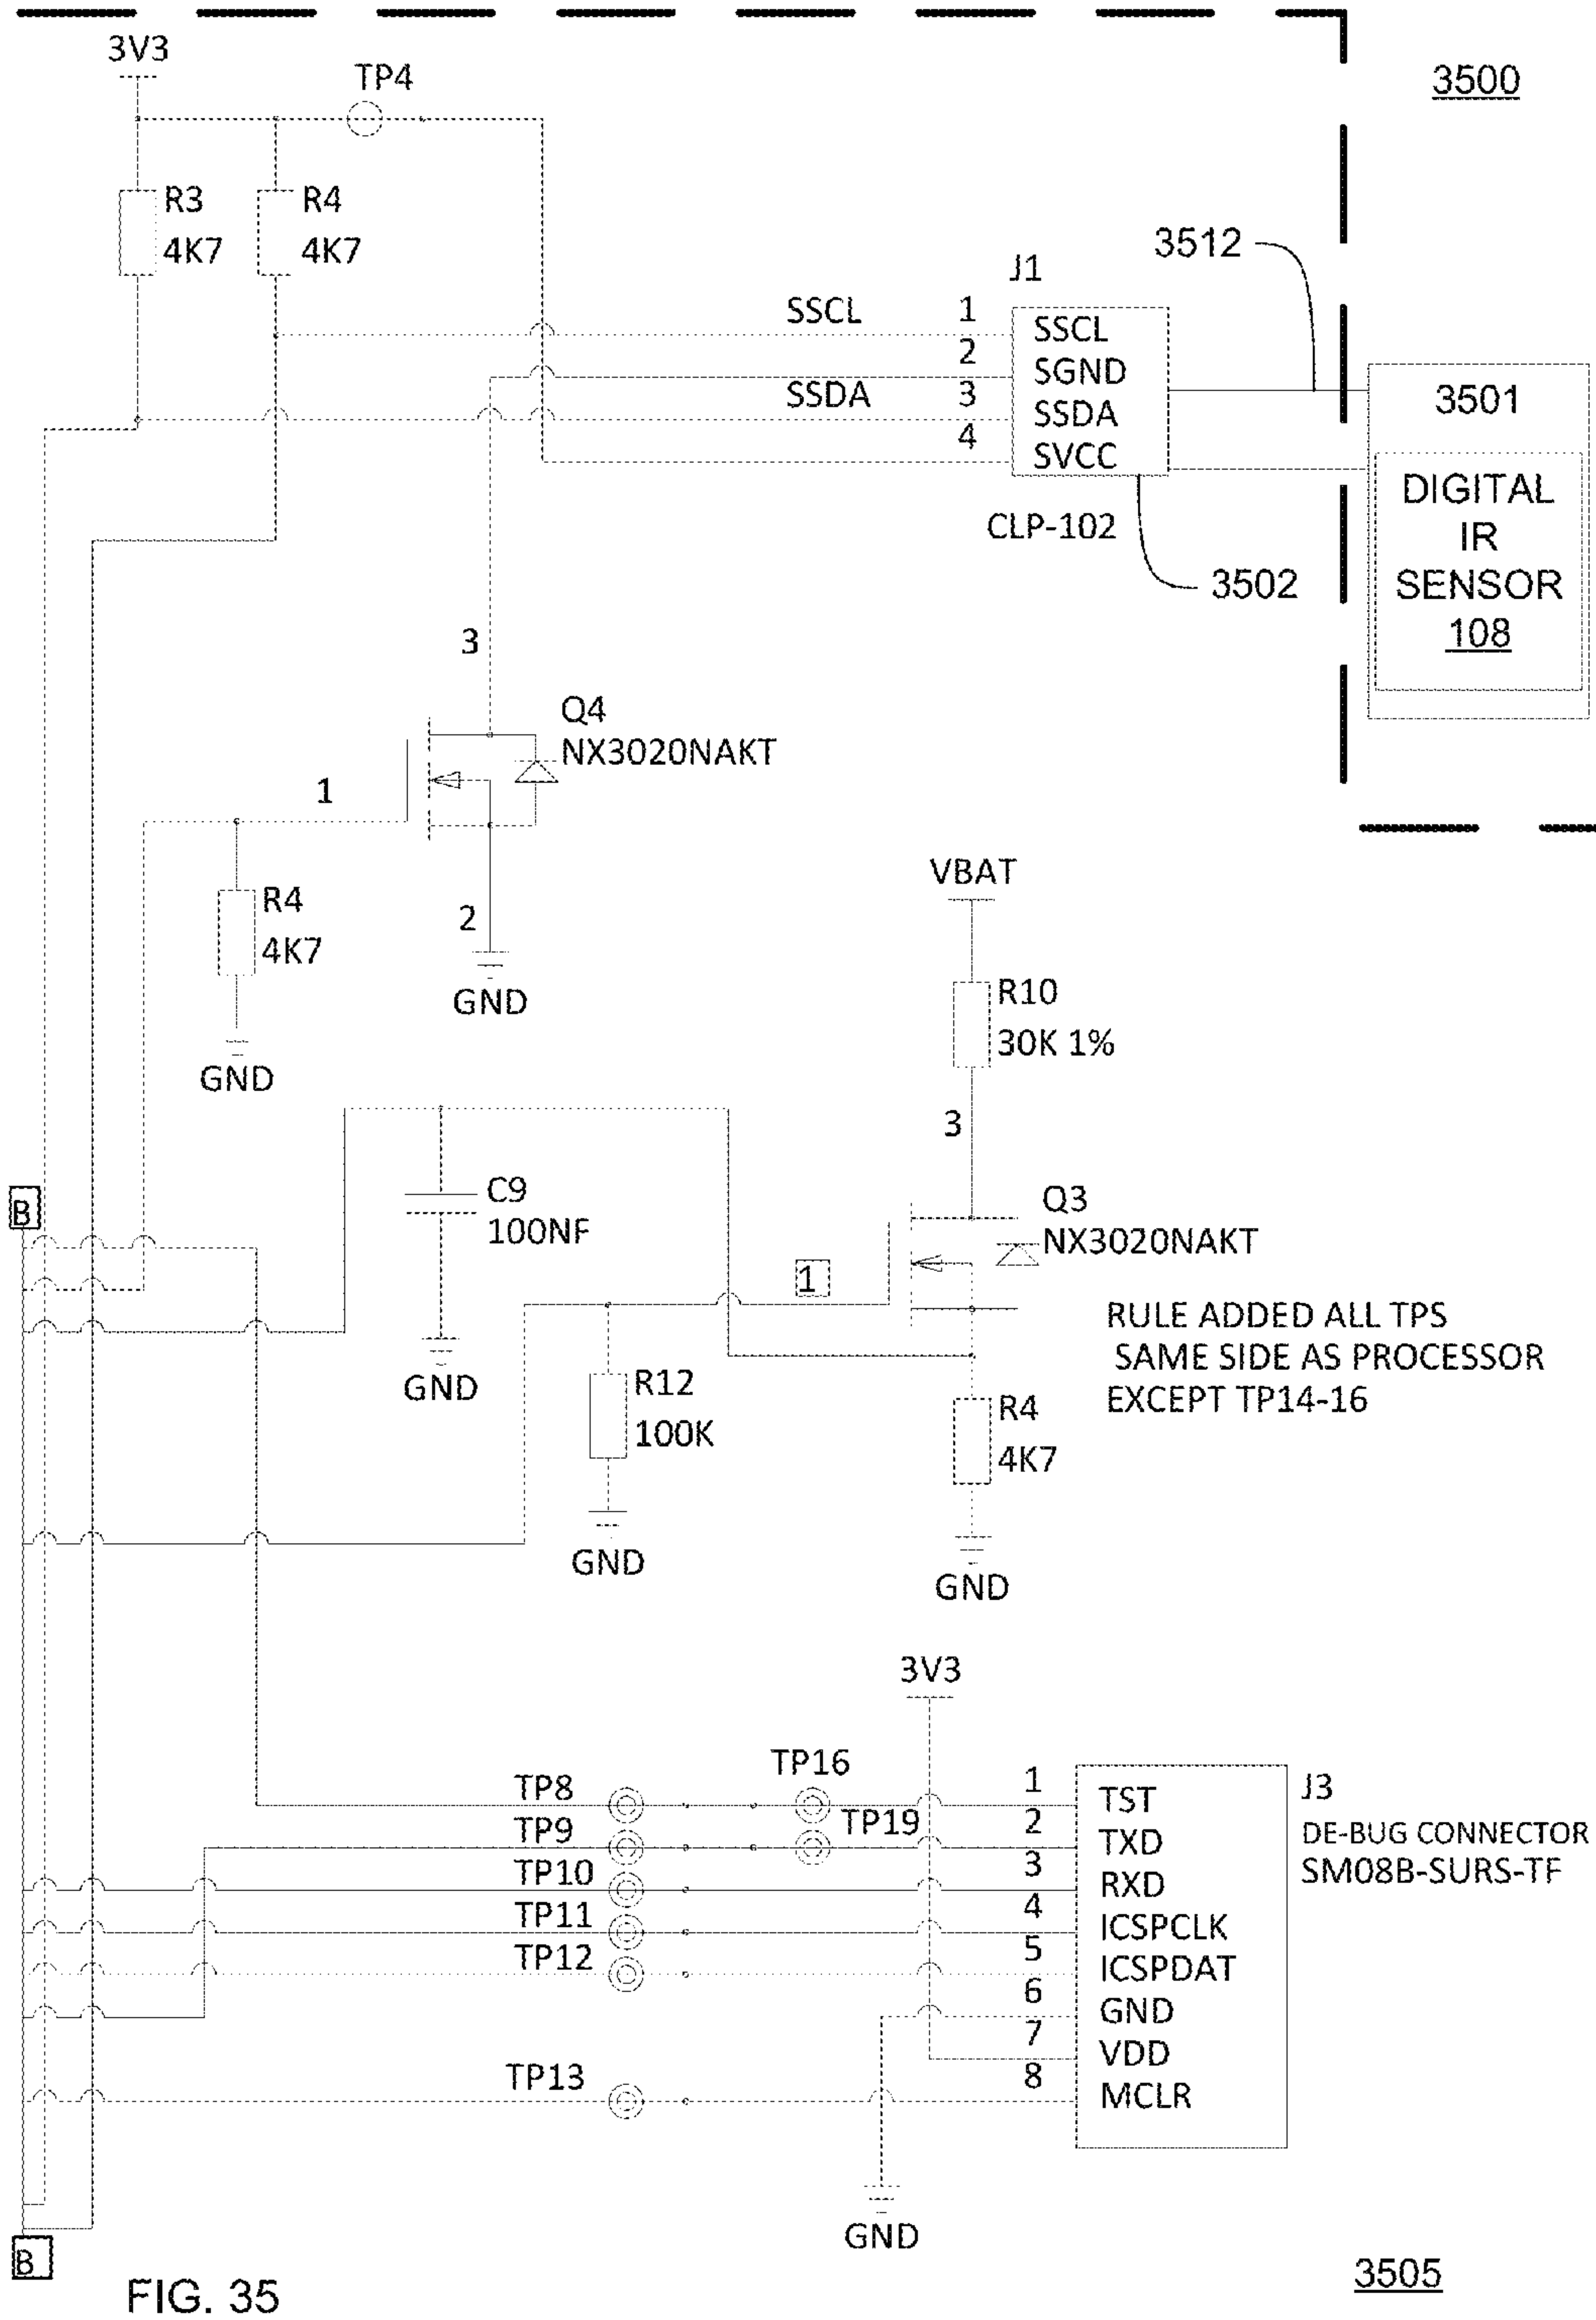 3V3
TP4
3500
R3
4K7
R4
4K7
3512
J1
SSCL
1
2
SSDA
3
4
SSCL
SGND
SSDA
SVCC
3501
DIGITAL
IR
SENSOR
108
CLP-102
3502
3
Q4
NX3020NAKT
1
2
GND
R4
4K7
GND
VBAT
R10
30K 1%
3
C9
100NF
GND
Q3
NX3020NAKT
1
B
RULE ADDED ALL TPS
SAME SIDE AS PROCESSOR
EXCEPT TP14-16
R12
100K
GND
R4
4K7
GND
3V3
TP8
TP16
TP9
TP19
TP10
TP11
TP12
TP13
1
2
3
4
5
6
7
8
TST
TXD
RXD
ICSPCLK
ICSPDAT
GND
VDD
MCLR
J3
DE-BUG CONNECTOR
SM08B-SURS-TF
GND
B
FIG. 35
3505